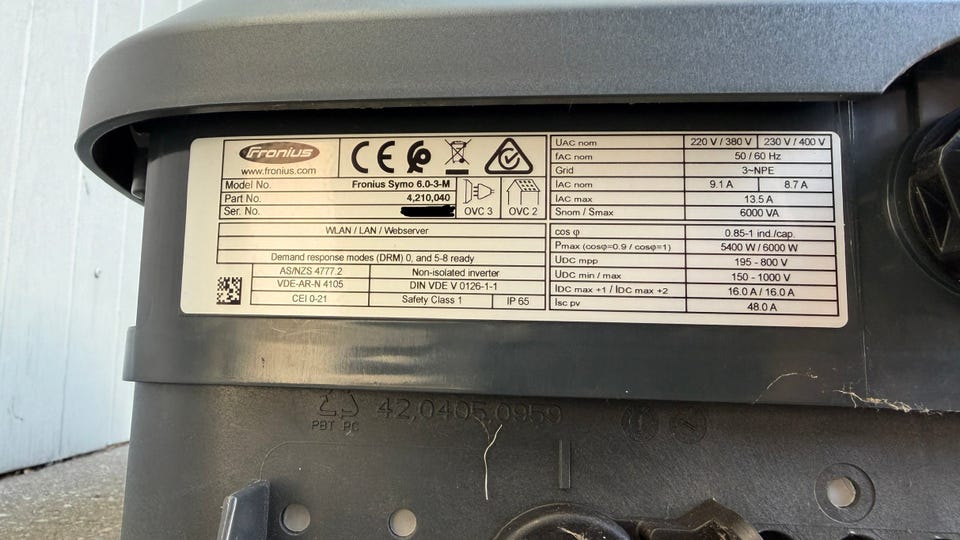 Fronius
www.fronius.com
CE
Model No. Fronius Symo 6.0-3-M
Part No. 4,210,040
Ser. No.
OVC 3 OVC 2
WLAN / LAN / Webserver
Demand response modes (DRM) 0, and 5-8 ready
AS/NZS 4777.2 Non-isolated inverter
VDE-AR-N 4105 DIN VDE V 0126-1-1
CEI 0-21 Safety Class 1 IP 65
UAC nom 220 V / 380 V 230 V / 400 V
fAC nom 50 / 60 Hz
Grid 3~NPE
IAC nom 9.1 A 8.7 A
IAC max 13.5 A
Snom / Smax 6000 VA
cos φ 0.85-1 ind./cap.
Pmax (cosφ=0.9 / cosφ=1) 5400 W / 6000 W
UDC mpp 195 - 800 V
UDC min / max 150 - 1000 V
IDC max +1 / IDC max +2 16.0 A / 16.0 A
Isc pv 48.0 A
42,0405,0959
PBT PC